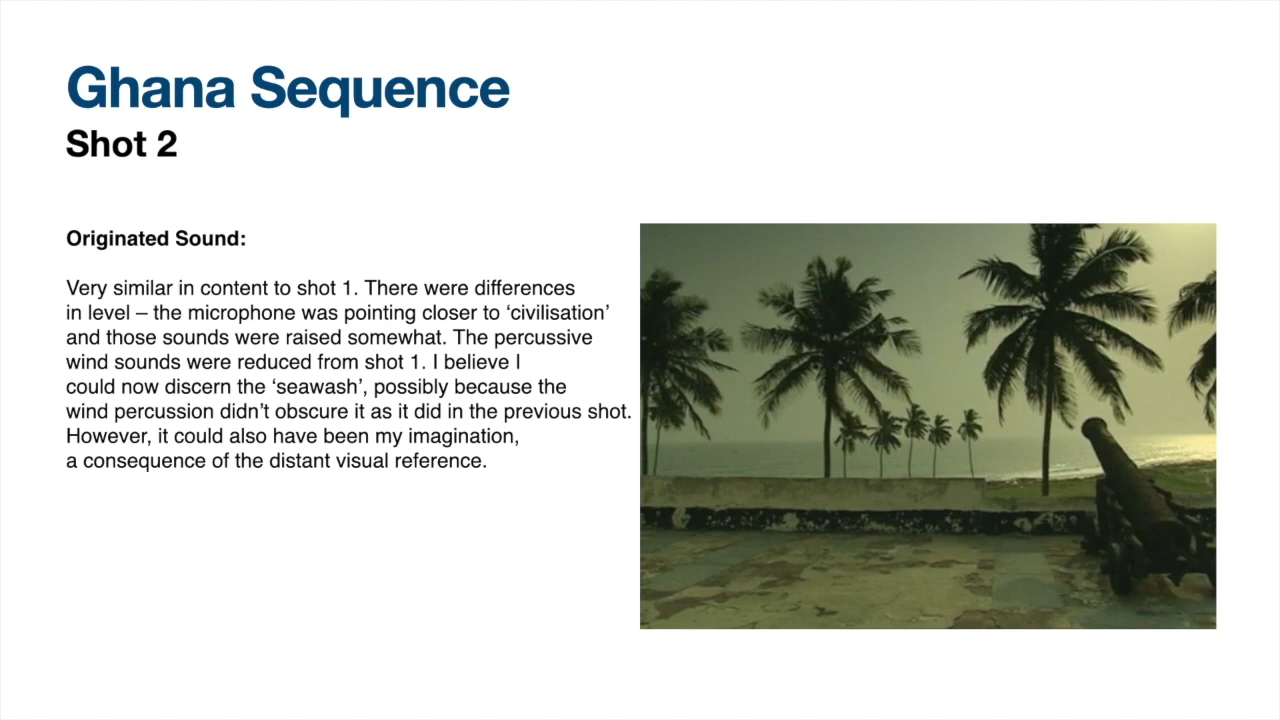 Ghana Sequence
Shot 2
Originated Sound:
Very similar in content to shot 1. There were differences
in level – the microphone was pointing closer to ‘civilisation’
and those sounds were raised somewhat. The percussive
wind sounds were reduced from shot 1. I believe I
could now discern the ‘seawash’, possibly because the
wind percussion didn’t obscure it as it did in the previous shot.
However, it could also have been my imagination,
a consequence of the distant visual reference.